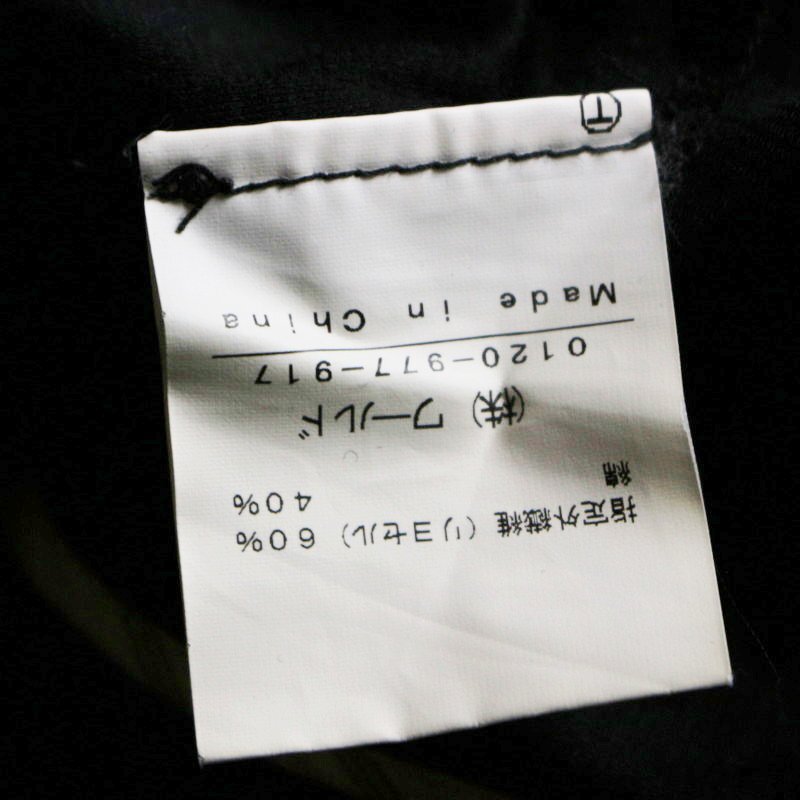 指定外繊維（リヨセル） 60%
綿 40%
（株）ワールド
0120-977-917
Made in China
T